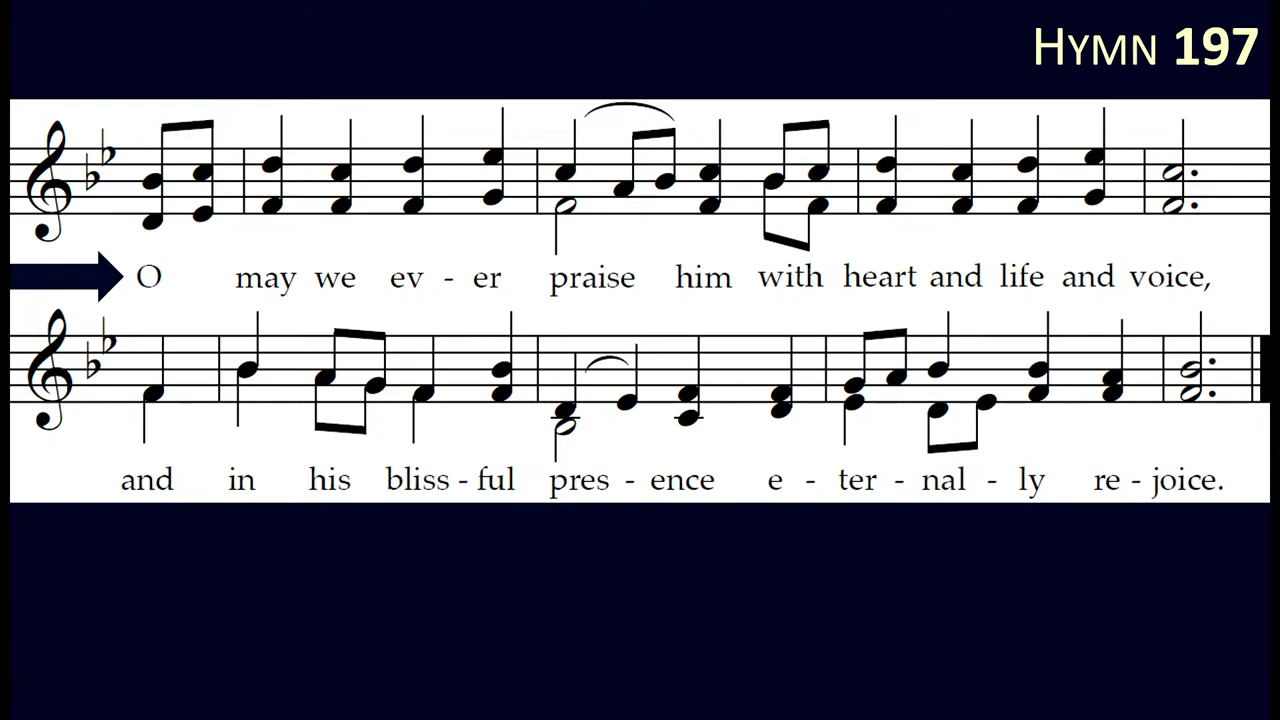 HYMN 197
O may we ev - er praise him with heart and life and voice,
and in his bliss - ful pres - ence e - ter - nal - ly re - joice.